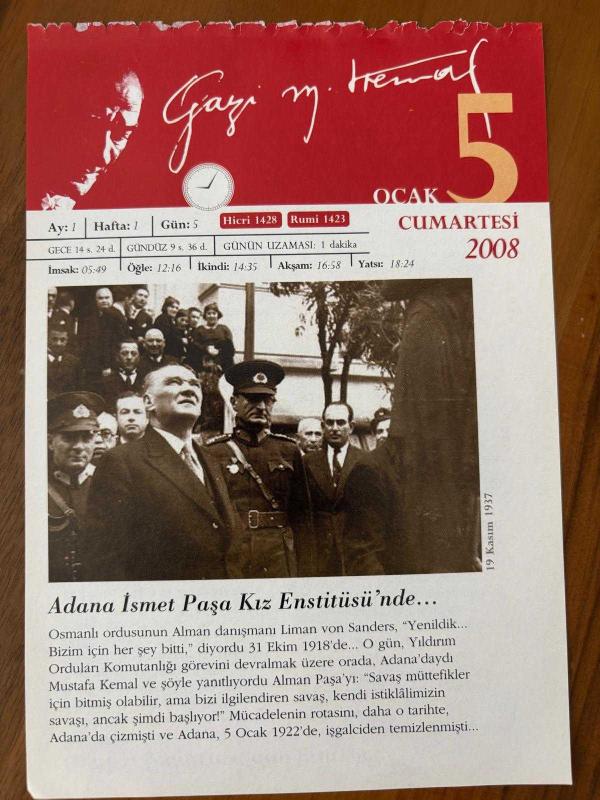 Gazi M. Kemal
5
OCAK
CUMARTESİ
2008
Ay: 1 Hafta: 1 Gün: 5 Hicri 1428 Rumi 1423
GECE 14 s. 24 d. GÜNDÜZ 9 s. 36 d. GÜNÜN UZAMASI: 1 dakika
İmsak: 05:49 Öğle: 12:16 İkindi: 14:35 Akşam: 16:58 Yatsı: 18:24
19 Kasım 1937
Adana İsmet Paşa Kız Enstitüsü'nde...
Osmanlı ordusunun Alman danışmanı Liman von Sanders, “Yenildik...
Bizim için her şey bitti,” diyordu 31 Ekim 1918'de... O gün, Yıldırım
Orduları Komutanlığı görevini devralmak üzere orada, Adana'daydı
Mustafa Kemal ve şöyle yanıtlıyordu Alman Paşa'yı: “Savaş müttefikler
için bitmiş olabilir, ama bizi ilgilendiren savaş, kendi istiklâlimizin
savaşı, ancak şimdi başlıyor!” Mücadelenin rotasını, daha o tarihte,
Adana'da çizmişti ve Adana, 5 Ocak 1922'de, işgalciden temizlenmişti...